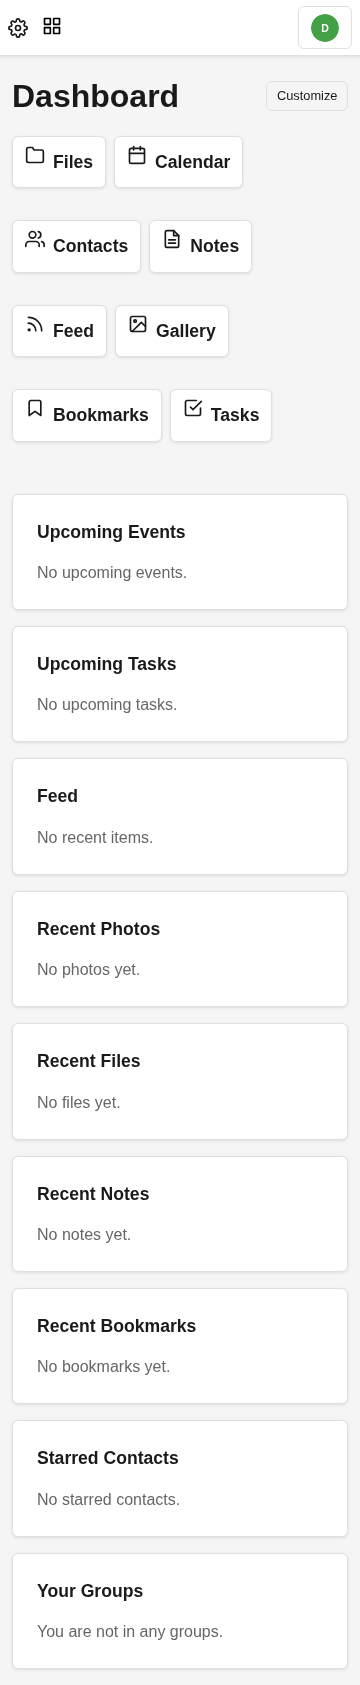 D
Dashboard
Customize
Files
Calendar
Contacts
Notes
Feed
Gallery
Bookmarks
Tasks
Upcoming Events
No upcoming events.
Upcoming Tasks
No upcoming tasks.
Feed
No recent items.
Recent Photos
No photos yet.
Recent Files
No files yet.
Recent Notes
No notes yet.
Recent Bookmarks
No bookmarks yet.
Starred Contacts
No starred contacts.
Your Groups
You are not in any groups.